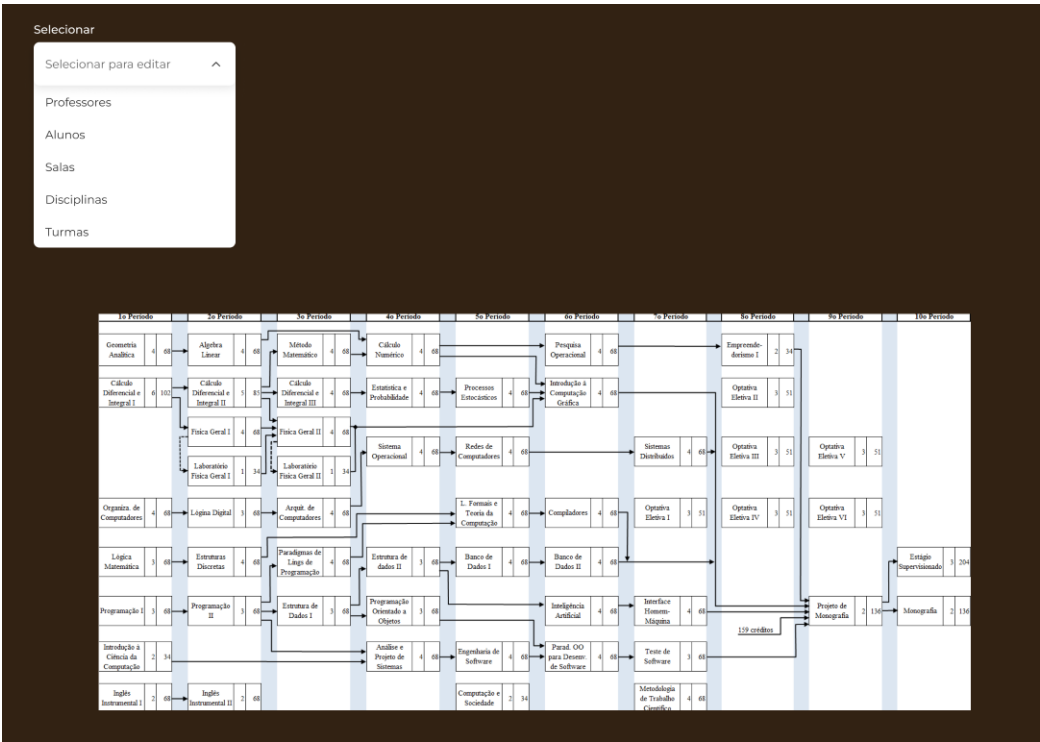 Selecionar
Selecionar para editar
Professores
Alunos
Salas
Disciplinas
Turmas
1o Período 2o Período 3o Período 4o Período 5o Período 6o Período 7o Período 8o Período 9o Período 10o Período
Geometria
Analítica 4 68
Álgebra
Linear 4 68
Método
Matemático 4 68
Cálculo
Numérico 4 68
Pesquisa
Operacional 4 68
Empreende-
dorismo I 2 34
Cálculo
Diferencial e
Integral I 6 102
Cálculo
Diferencial e
Integral II 5 85
Cálculo
Diferencial e
Integral III 4 68
Estatística e
Probabilidade 4 68
Processos
Estocásticos 4 68
Introdução à
Computação
Gráfica 4 68
Optativa
Eletiva II 3 51
Física Geral I 4 68
Física Geral II 4 68
Sistema
Operacional 4 68
Redes de
Computadores 4 68
Sistemas
Distribuídos 4 68
Optativa
Eletiva III 3 51
Optativa
Eletiva V 3 51
Laboratório
Física Geral I 1 34
Laboratório
Física Geral II 1 34
Organiza. de
Computadores 4 68
Lógina Digital 3 68
Arquit. de
Computadores 4 68
L. Formais e
Teoria da
Computação 4 68
Compiladores 4 68
Optativa
Eletiva I 3 51
Optativa
Eletiva IV 3 51
Optativa
Eletiva VI 3 51
Lógica
Matemática 3 68
Estruturas
Discretas 4 68
Paradigmas de
Lings de
Programação 4 68
Estrutura de
dados II 3 68
Banco de
Dados I 4 68
Banco de
Dados II 4 68
Estágio
Supervisionado 3 204
Programação I 3 68
Programação
II 3 68
Estrutura de
Dados I 3 68
Programação
Orientado a
Objetos 3 68
Inteligência
Artificial 4 68
Interface
Homem-
Máquina 4 68
159 créditos
Projeto de
Monografia 2 136
Monografia 2 136
Introdução à
Ciência da
Computação 2 34
Análise e
Projeto de
Sistemas 4 68
Engenharia de
Software 4 68
Parad. OO
para Desenv.
de Software 4 68
Teste de
Software 3 68
Inglês
Instrumental I 2 68
Inglês
Instrumental II 2 68
Computação e
Sociedade 2 34
Metodologia
de Trabalho
Científico 4 68